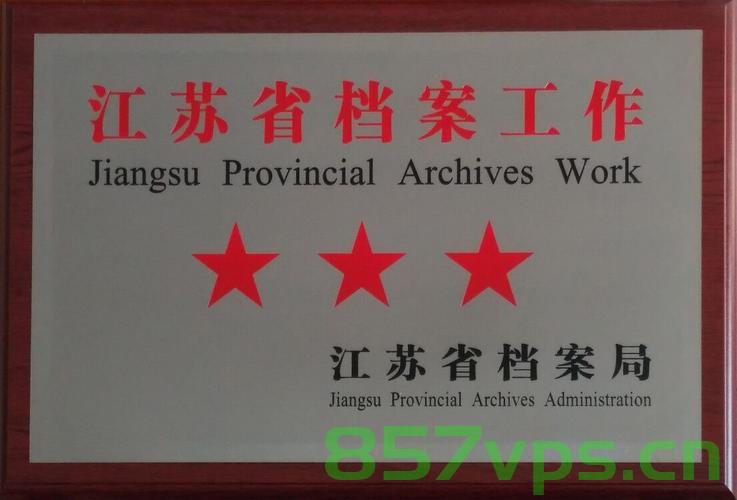 江苏省档案工作
Jiangsu Provincial Archives Work
江苏省档案局
Jiangsu Provincial Archives Administration
857vps.cn